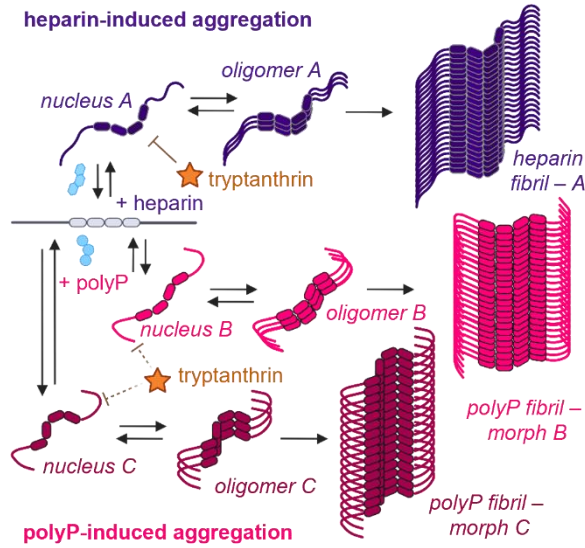 heparin-induced aggregation
nucleus A
oligomer A
heparin
fibril – A
tryptanthrin
+ heparin
+ polyP
nucleus B
oligomer B
tryptanthrin
polyP fibril –
morph B
nucleus C
oligomer C
polyP fibril –
morph C
polyP-induced aggregation